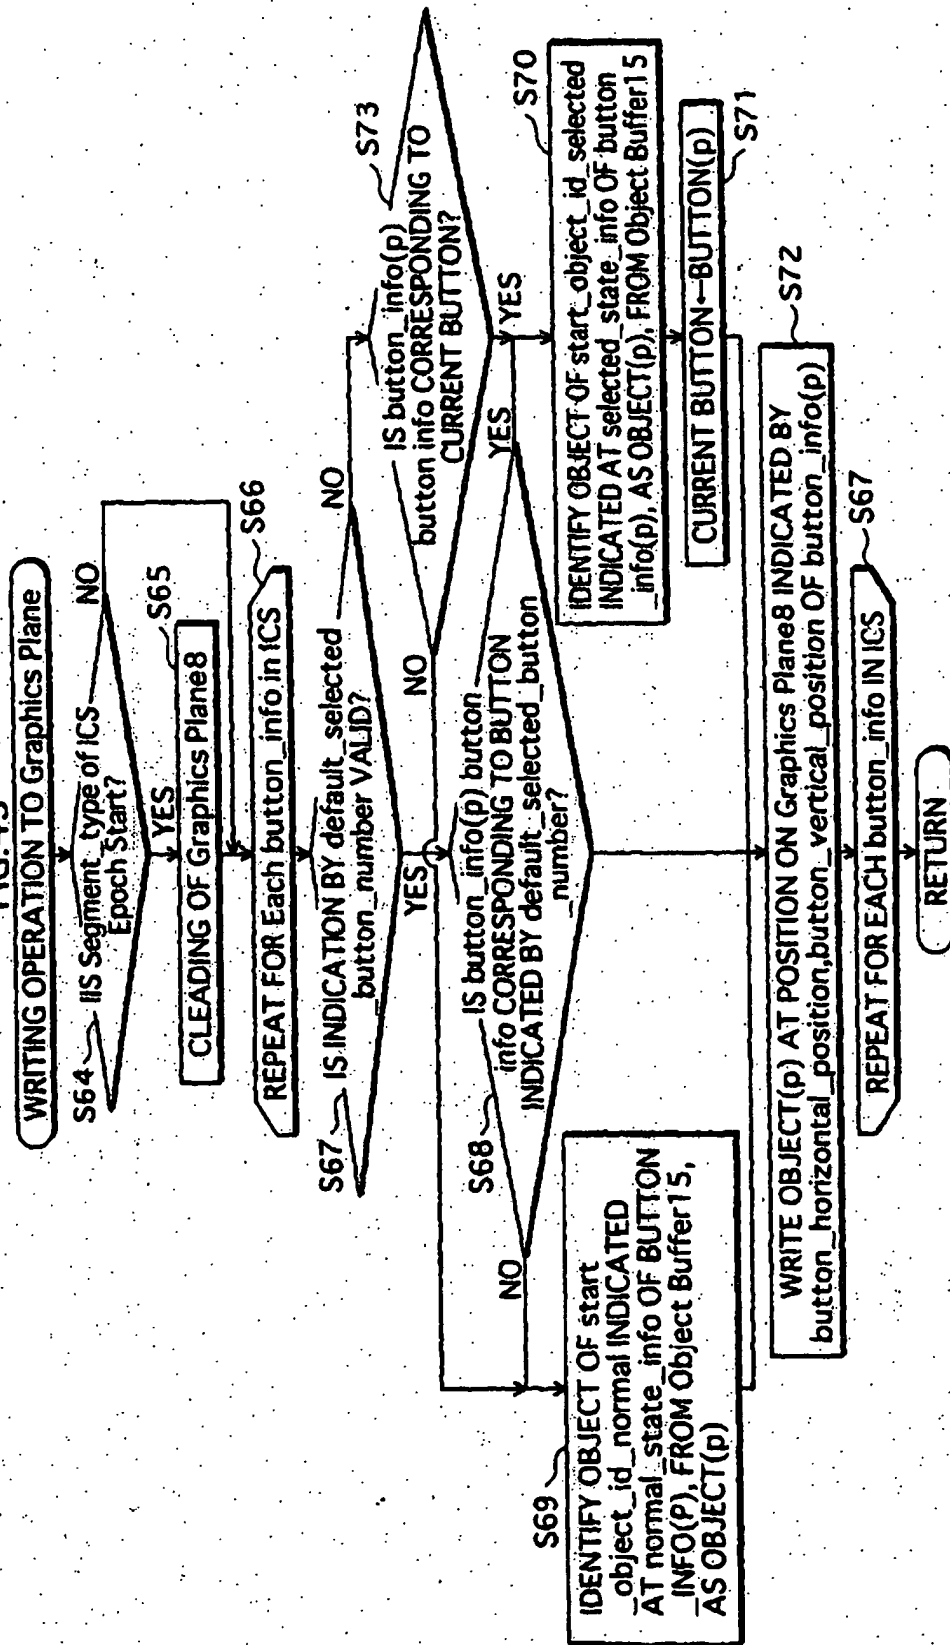 FIG. 43
WRITING OPERATION TO Graphics Plane
S64
IIS Segment_type of ICS
Epoch Start?
NO
YES
S65
CLEADING OF Graphics Plane8
S66
REPEAT FOR Each button_info in ICS
S67
IS INDICATION BY default_selected
_button_number VALID?
NO
YES
S73
IS button_info(p)
button info CORRESPONDING TO
CURRENT BUTTON?
NO
YES
S68
IS button_info(p) button
info CORRESPONDING TO BUTTON
INDICATED BY default_selected_button
_number?
NO
YES
S69
IDENTIFY OBJECT OF start
_object_id_normal INDICATED
AT normal_state_info OF BUTTON
_INFO(P), FROM Object Buffer15,
AS OBJECT(p)
S70
IDENTIFY OBJECT OF start_object_id_selected
INDICATED AT selected_state_info OF button
_info(p), AS OBJECT(p), FROM Object Buffer15
S71
CURRENT BUTTON←BUTTON(p)
S72
WRITE OBJECT(p) AT POSITION ON Graphics Plane8 INDICATED BY
button_horizontal_position,button_vertical_position OF button_info(p)
S67
REPEAT FOR EACH button_info IN ICS
RETURN